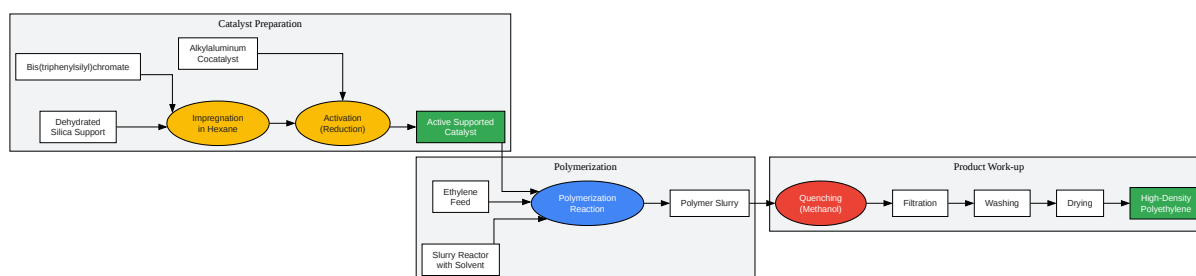 Catalyst Preparation
Bis(triphenylsilyl)chromate
Alkylaluminum
Cocatalyst
Dehydrated
Silica Support
Impregnation
in Hexane
Activation
(Reduction)
Active Supported
Catalyst
Polymerization
Ethylene
Feed
Slurry Reactor
with Solvent
Polymerization
Reaction
Polymer Slurry
Product Work-up
Quenching
(Methanol)
Filtration
Washing
Drying
High-Density
Polyethylene